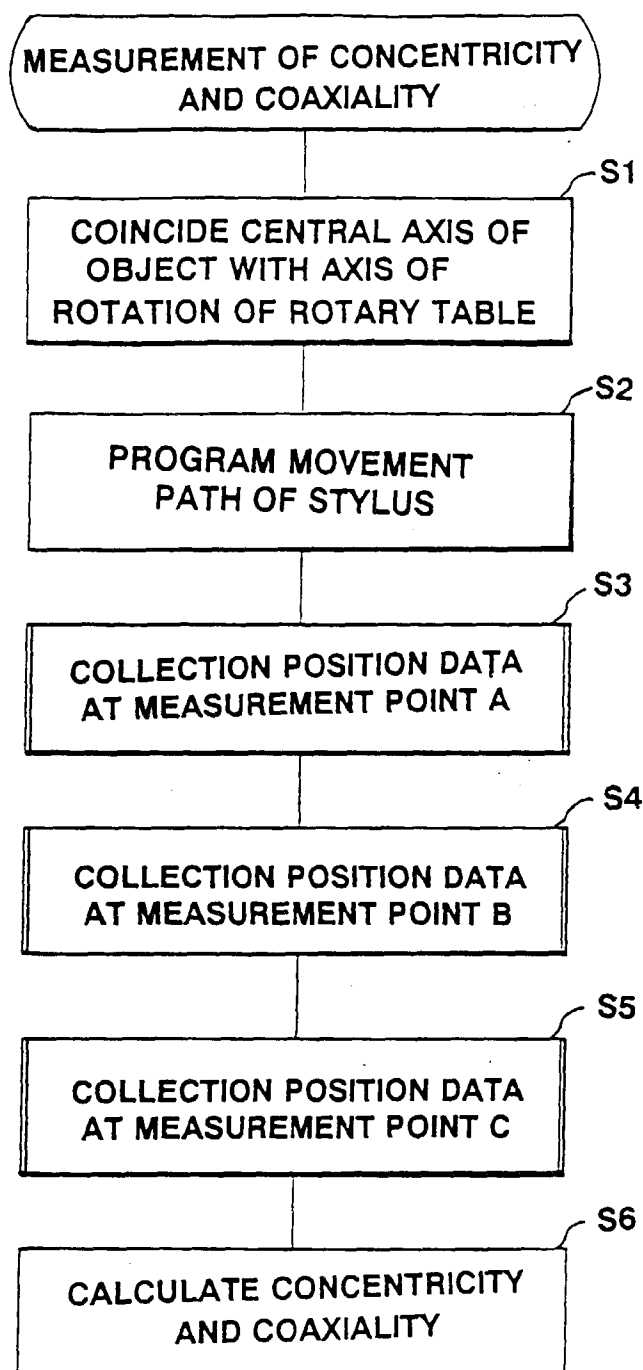 MEASUREMENT OF CONCENTRICITY
AND COAXIALITY
S1
COINCIDE CENTRAL AXIS OF
OBJECT WITH AXIS OF
ROTATION OF ROTARY TABLE
S2
PROGRAM MOVEMENT
PATH OF STYLUS
S3
COLLECTION POSITION DATA
AT MEASUREMENT POINT A
S4
COLLECTION POSITION DATA
AT MEASUREMENT POINT B
S5
COLLECTION POSITION DATA
AT MEASUREMENT POINT C
S6
CALCULATE CONCENTRICITY
AND COAXIALITY